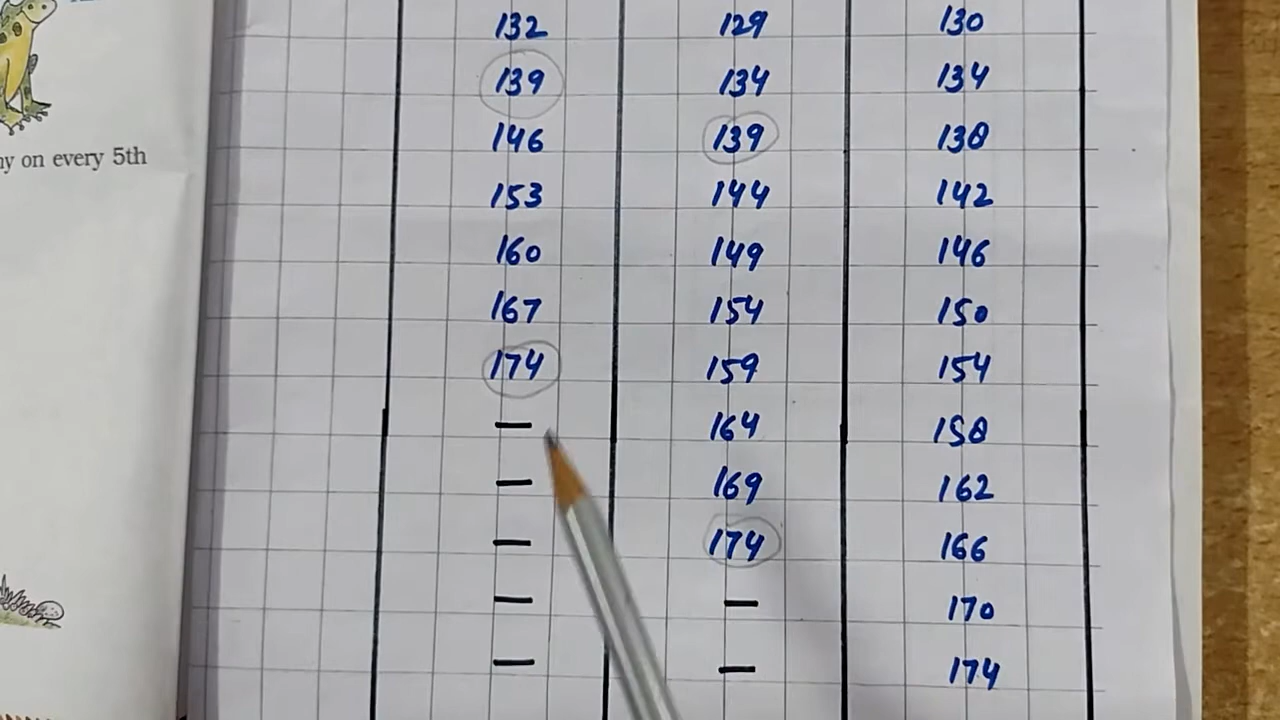 132 129 130
139 134 134
146 139 138
ny on every 5th
153 144 142
160 149 146
167 154 150
174 159 154
— 164 158
— 169 162
— 174 166
— — 170
— — 174